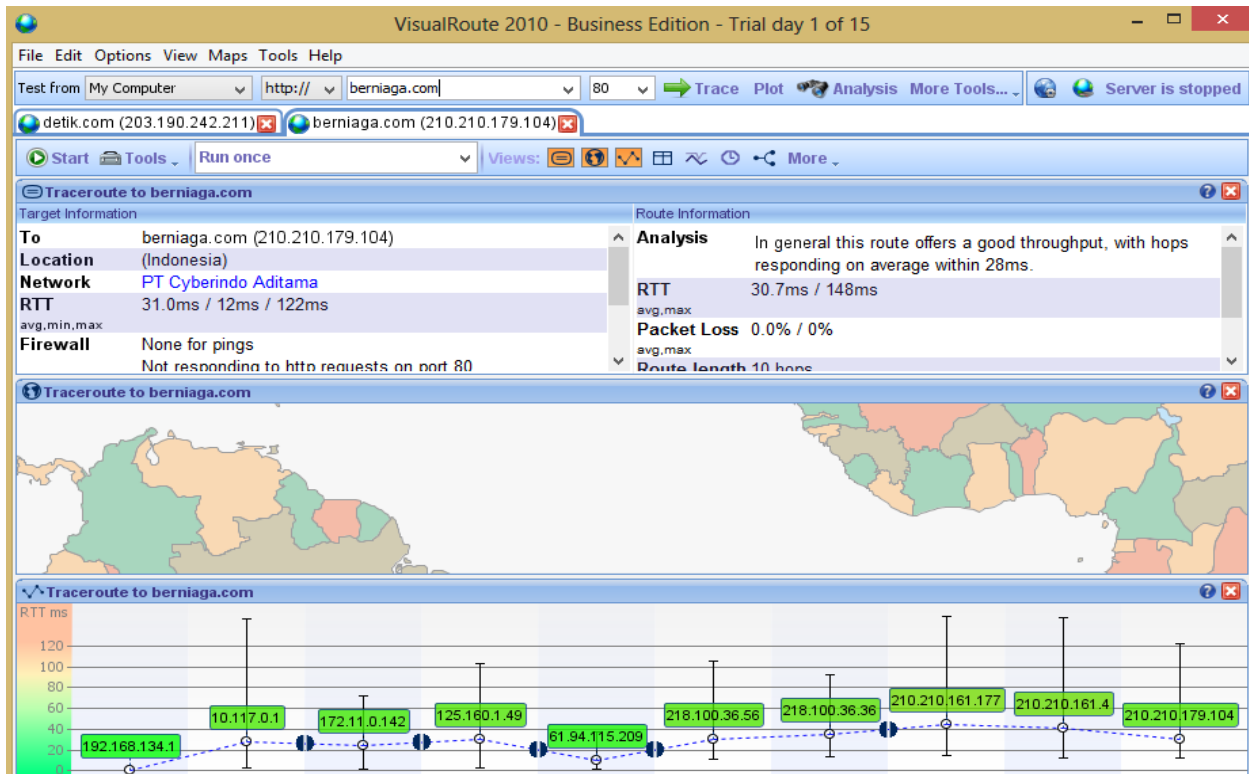 VisualRoute 2010 - Business Edition - Trial day 1 of 15
File Edit Options View Maps Tools Help
Test from My Computer http:// berniaga.com 80 Trace Plot Analysis More Tools... Server is stopped
detik.com (203.190.242.211) berniaga.com (210.210.179.104)
Start Tools Run once Views: More
Traceroute to berniaga.com
Target Information Route Information
To berniaga.com (210.210.179.104)
Location (Indonesia)
Network PT Cyberindo Aditama
RTT 31.0ms / 12ms / 122ms
avg,min,max
Firewall None for pings
Not responding to http requests on port 80
Analysis In general this route offers a good throughput, with hops
responding on average within 28ms.
RTT 30.7ms / 148ms
avg,max
Packet Loss 0.0% / 0%
avg,max
Route length 10 hops
Traceroute to berniaga.com
Traceroute to berniaga.com
RTT ms
120
100
80
60
40
20
0
192.168.134.1
10.117.0.1
172.11.0.142
125.160.1.49
61.94.115.209
218.100.36.56
218.100.36.36
210.210.161.177
210.210.161.4
210.210.179.104